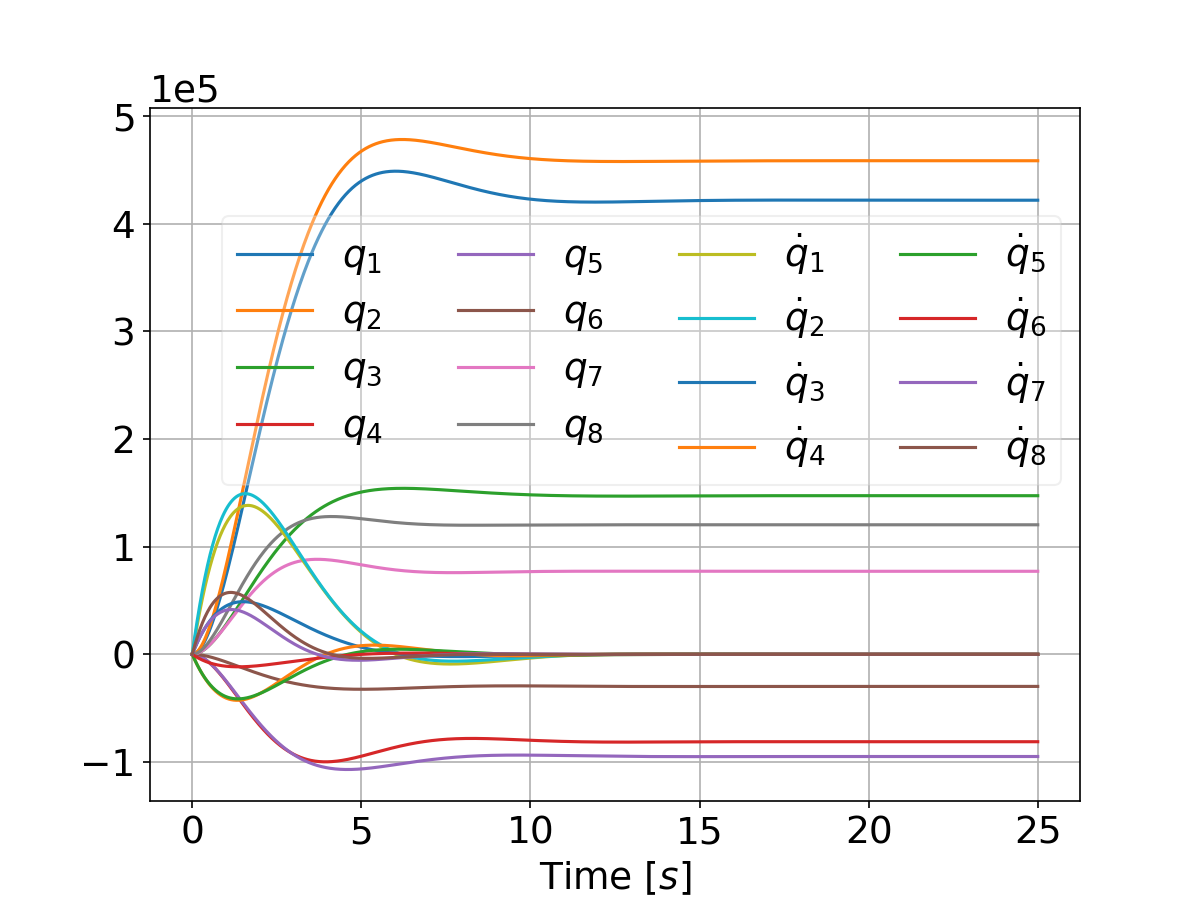 1e5
5
4
3
2
1
0
−1
q₁ q₅ q̇₁ q̇₅
q₂ q₆ q̇₂ q̇₆
q₃ q₇ q̇₃ q̇₇
q₄ q₈ q̇₄ q̇₈
0 5 10 15 20 25
Time [s]